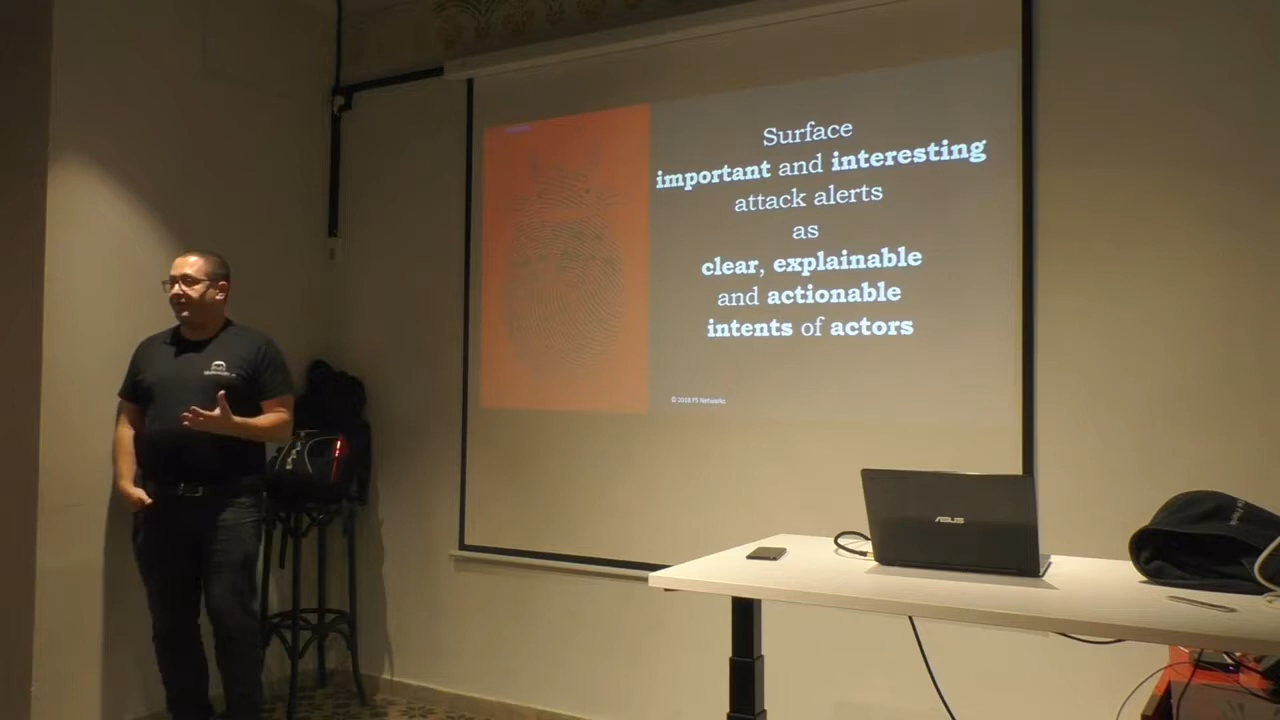 Surface
important and interesting
attack alerts
as
clear, explainable
and actionable
intents of actors
© 2018 F5 Networks
ASUS